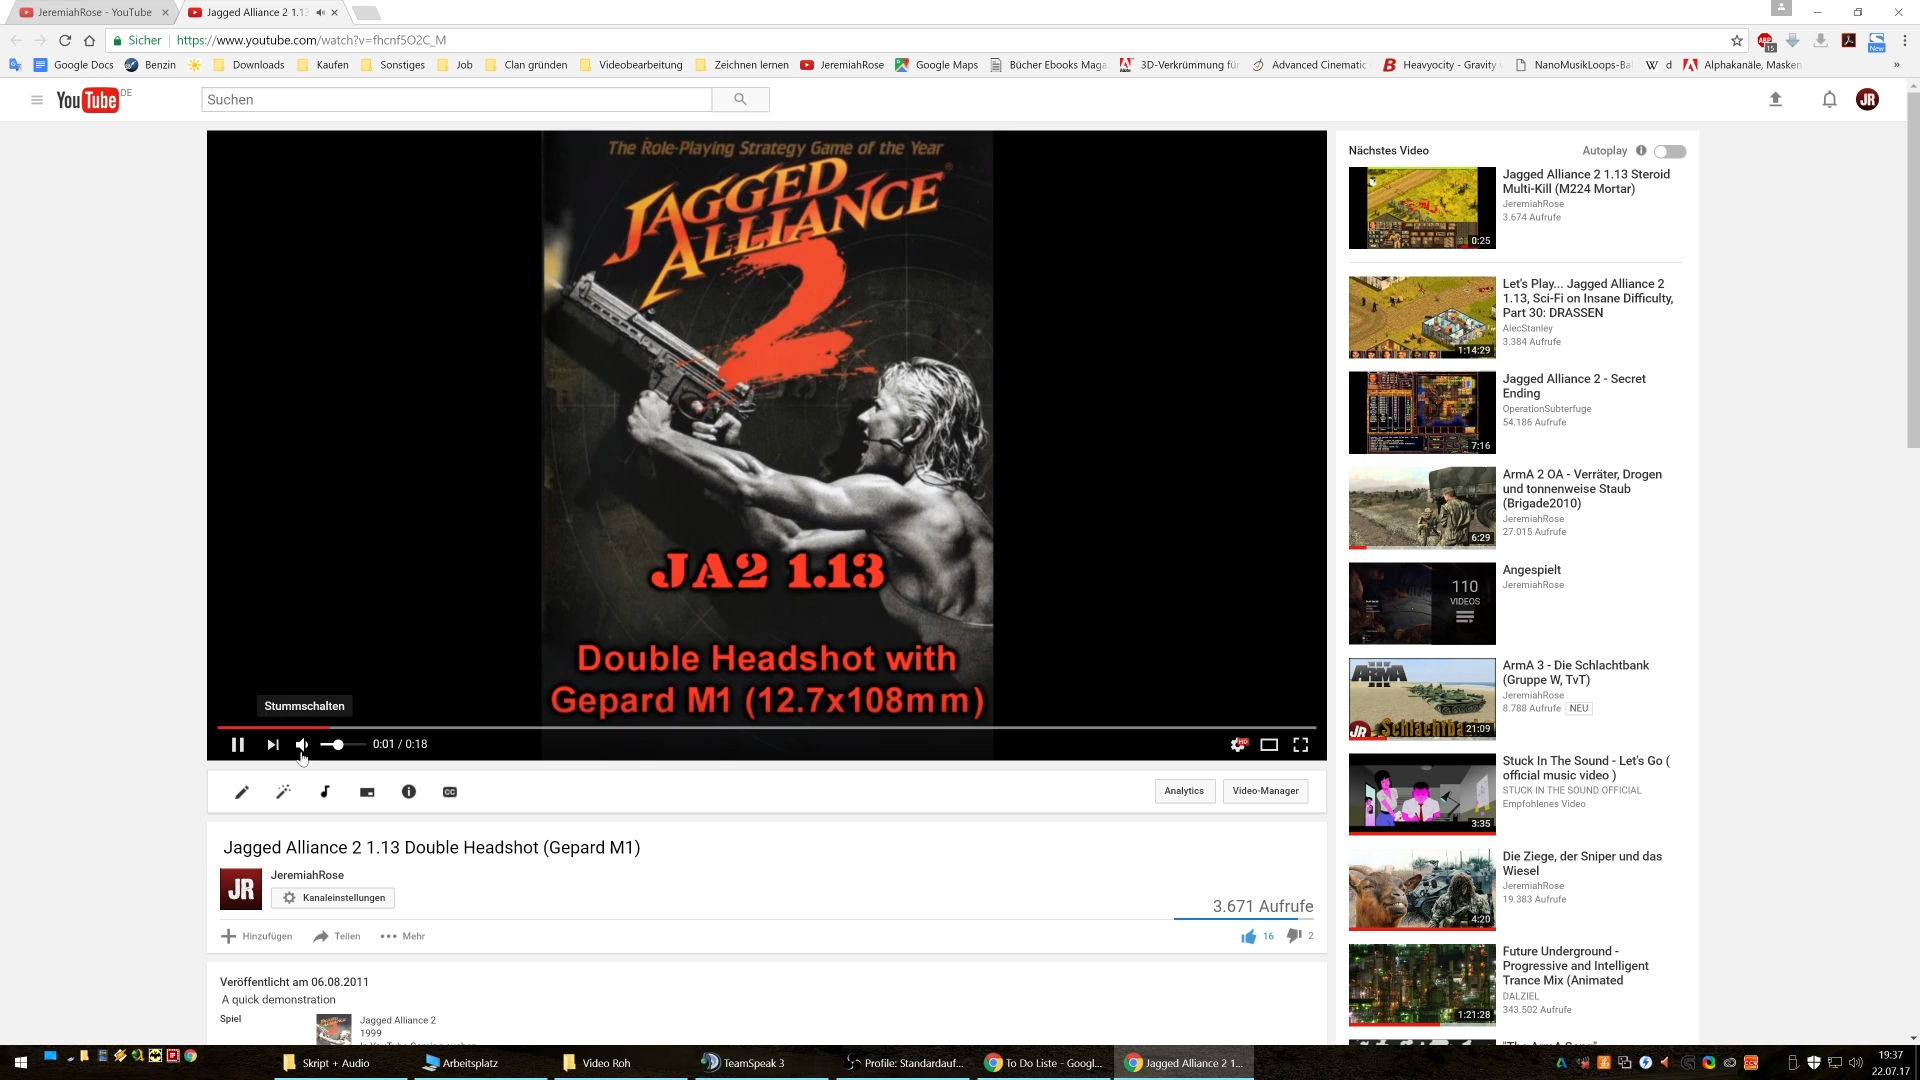 JeremiahRose - YouTube
Jagged Alliance 2 1.13
Sicher
https://www.youtube.com/watch?v=fhcnf5O2C_M
15
New
Google Docs
Benzin
Downloads
Kaufen
Sonstiges
Job
Clan gründen
Videobearbeitung
Zeichnen lernen
JeremiahRose
Google Maps
Bücher Ebooks Maga
3D-Verkrümmung für
Advanced Cinematic
Heavyocity - Gravity
NanoMusikLoops-Ba
W d
Alphakanäle, Masken
»
YouTube DE
Suchen
JR
The Role-Playing Strategy Game of the Year
JAGGED
ALLIANCE
2
JA2 1.13
Double Headshot with
Gepard M1 (12.7x108mm)
Stummschalten
0:01 / 0:18
HD
CC
Analytics
Video-Manager
Jagged Alliance 2 1.13 Double Headshot (Gepard M1)
JR
JeremiahRose
Kanaleinstellungen
3.671 Aufrufe
Hinzufügen
Teilen
Mehr
16
2
Veröffentlicht am 06.08.2011
A quick demonstration
Spiel
Jagged Alliance 2
1999
Nächstes Video
Autoplay
Jagged Alliance 2 1.13 Steroid
Multi-Kill (M224 Mortar)
JeremiahRose
3.674 Aufrufe
0:25
Let's Play... Jagged Alliance 2
1.13, Sci-Fi on Insane Difficulty,
Part 30: DRASSEN
AlecStanley
3.384 Aufrufe
1:14:29
Jagged Alliance 2 - Secret
Ending
OperationSubterfuge
54.186 Aufrufe
7:16
ArmA 2 OA - Verräter, Drogen
und tonnenweise Staub
(Brigade2010)
JeremiahRose
27.015 Aufrufe
6:29
Angespielt
JeremiahRose
110
VIDEOS
ArmA 3 - Die Schlachtbank
(Gruppe W, TvT)
JeremiahRose
8.788 Aufrufe NEU
ARMA
JR Schlachtbank
21:09
Stuck In The Sound - Let's Go (
official music video )
STUCK IN THE SOUND OFFICIAL
Empfohlenes Video
3:35
Die Ziege, der Sniper und das
Wiesel
JeremiahRose
19.383 Aufrufe
4:20
Future Underground -
Progressive and Intelligent
Trance Mix (Animated
DALZIEL
343.502 Aufrufe
1:21:28
Skript + Audio
Arbeitsplatz
Video Roh
TeamSpeak 3
Profile: Standardauf...
To Do Liste - Googl...
Jagged Alliance 2 1...
19:37
22.07.17